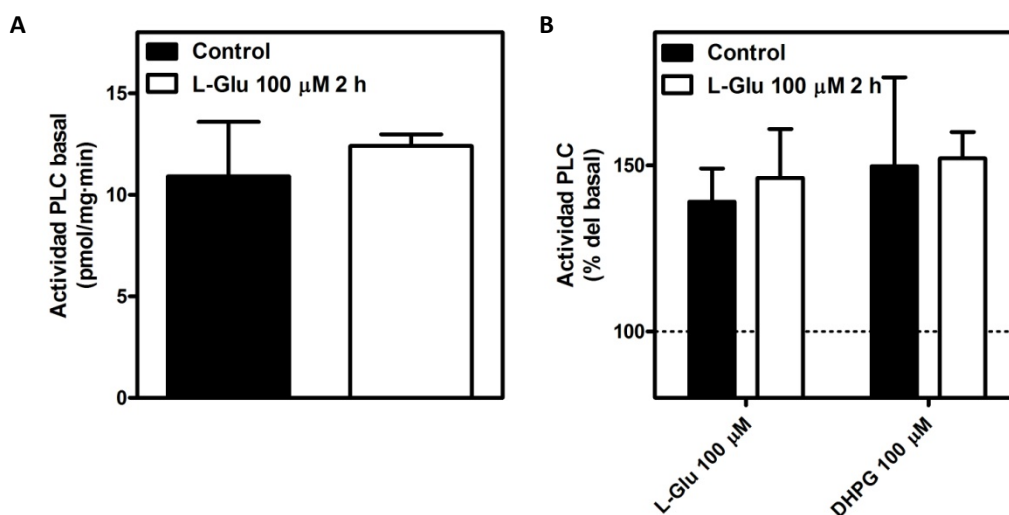 A
Control
L-Glu 100 μM 2 h
Actividad PLC basal
(pmol/mg·min)
15
10
5
0
B
Control
L-Glu 100 μM 2 h
Actividad PLC
(% del basal)
150
100
L-Glu 100 μM
DHPG 100 μM